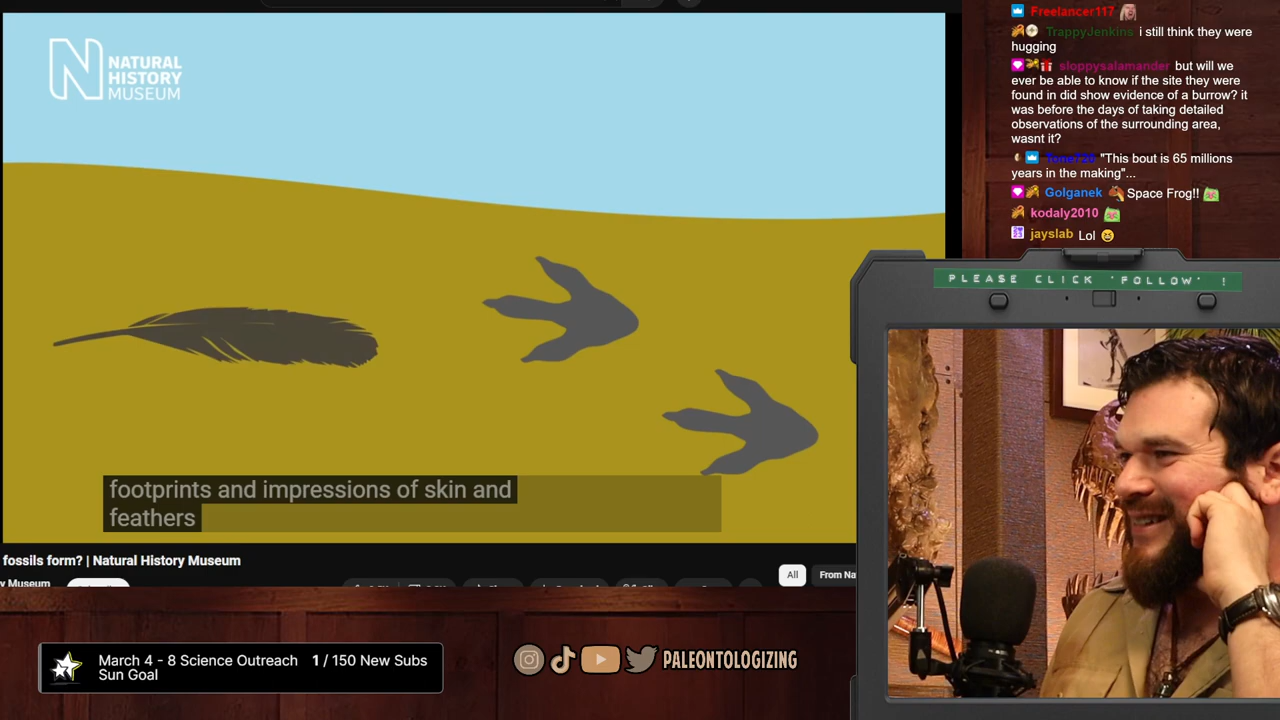 NATURAL
HISTORY
MUSEUM
footprints and impressions of skin and
feathers
fossils form? | Natural History Museum
y Museum
All
From Na
March 4 - 8 Science Outreach 1 / 150 New Subs
Sun Goal
PALEONTOLOGIZING
Freelancer117
TrappyJenkins i still think they were
hugging
sloppysalamander but will we
ever be able to know if the site they were
found in did show evidence of a burrow? it
was before the days of taking detailed
observations of the surrounding area,
wasnt it?
"This bout is 65 millions
years in the making"...
Golganek Space Frog!!
kodaly2010
jayslab Lol
PLEASE CLICK 'FOLLOW' !